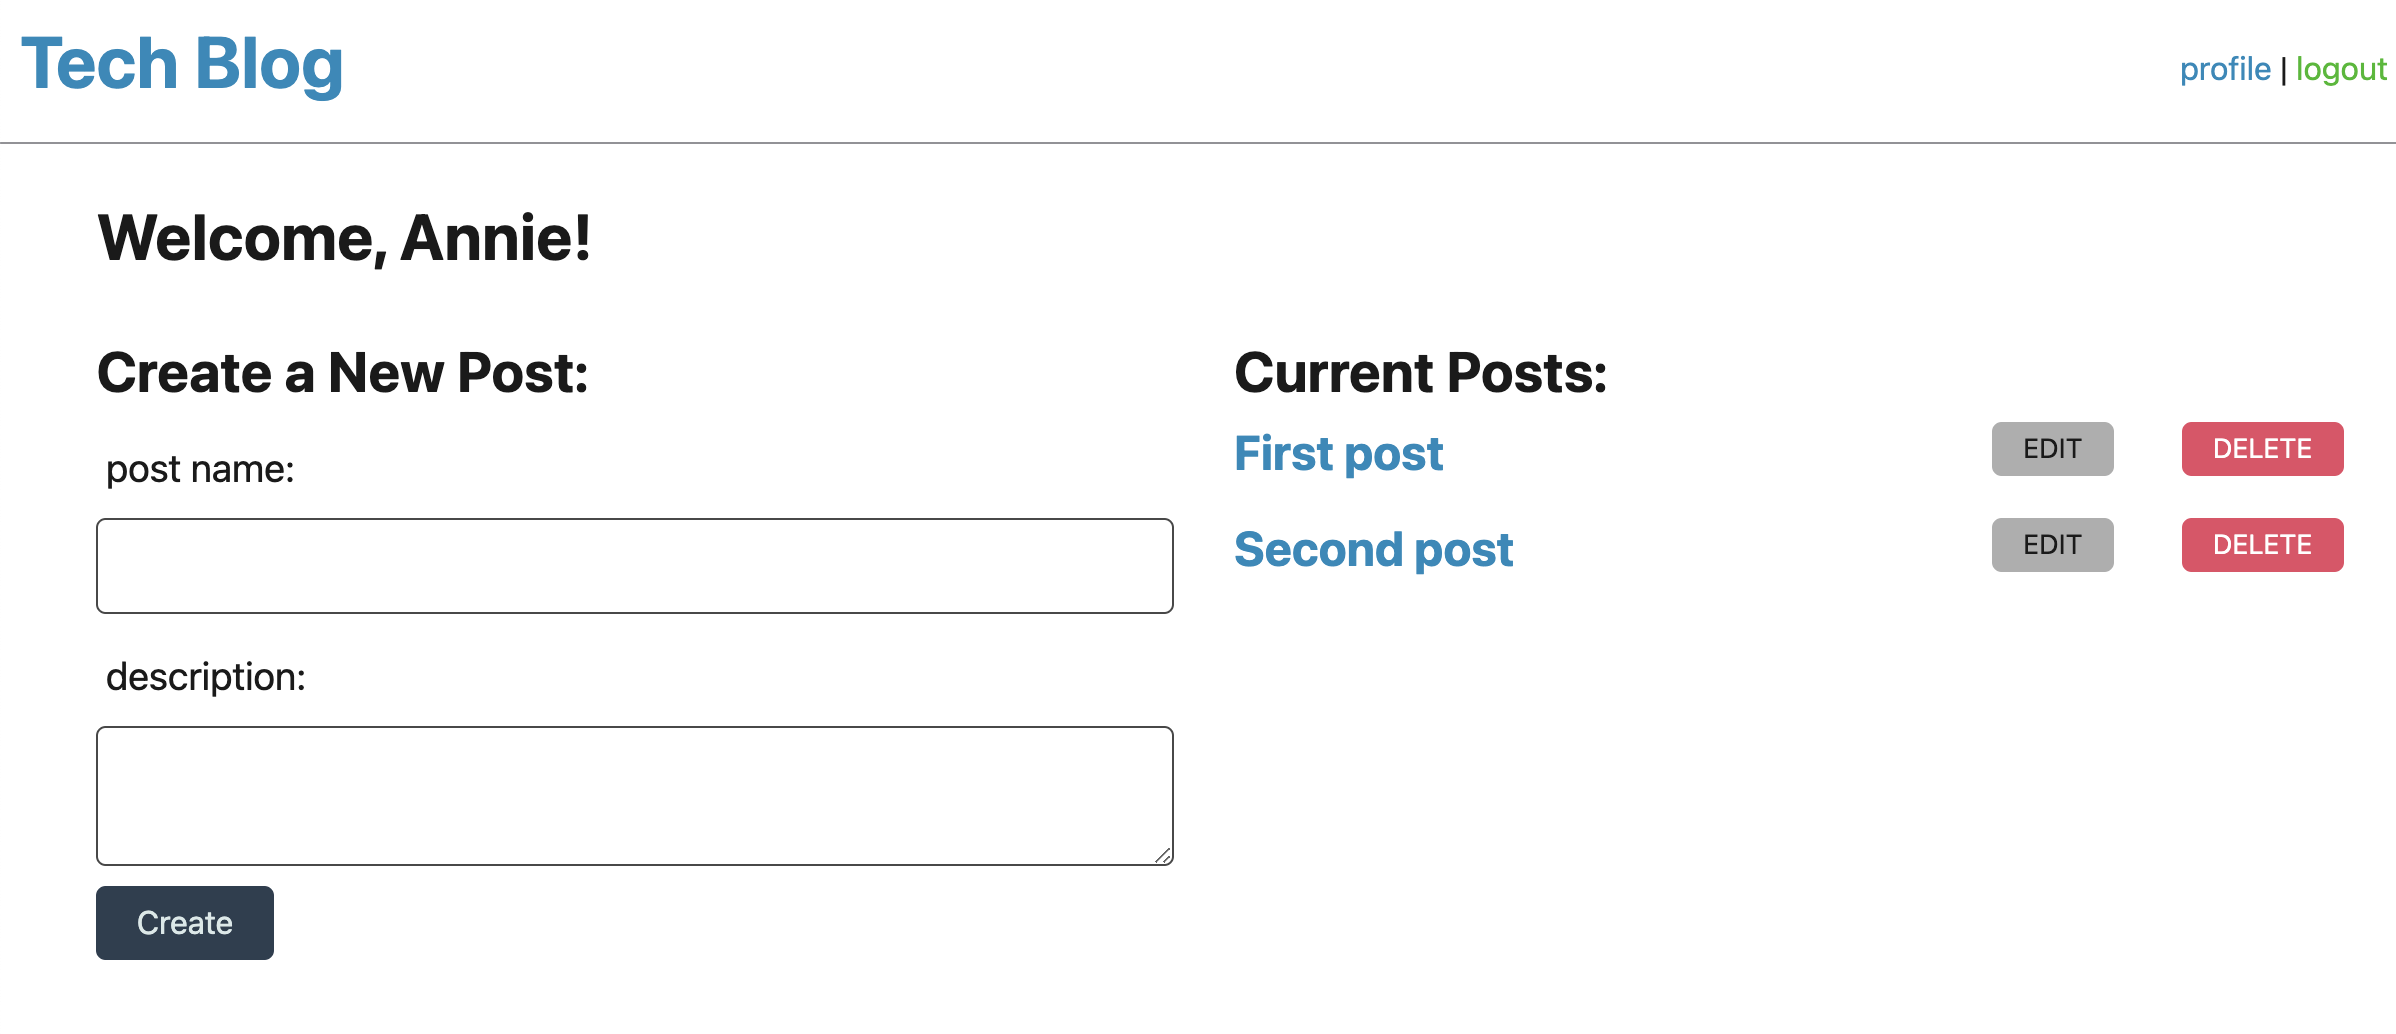 Tech Blog
profile | logout
Welcome, Annie!
Create a New Post:
post name:
description:
Create
Current Posts:
First post EDIT DELETE
Second post EDIT DELETE